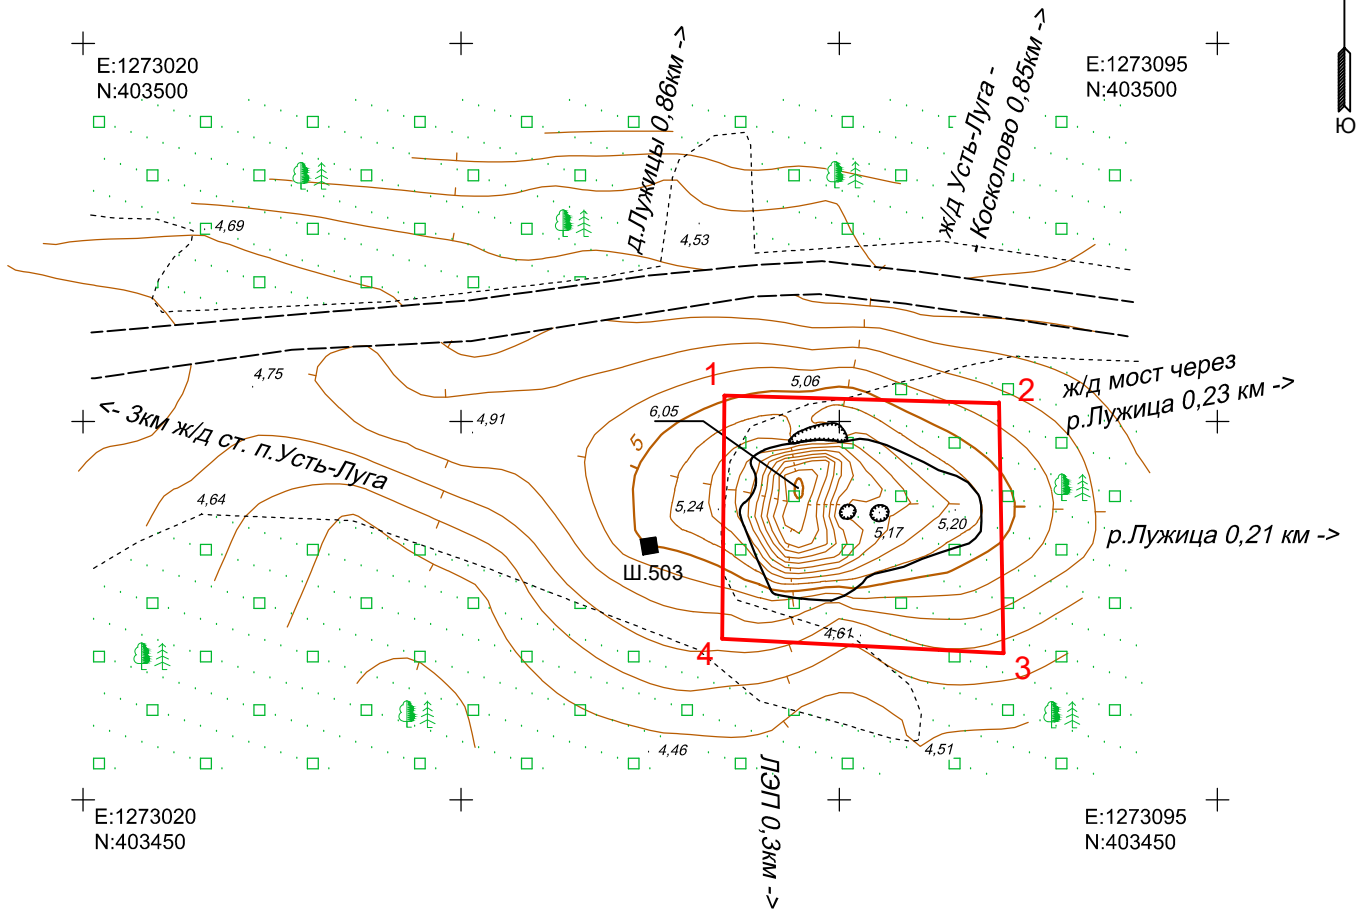 E:1273020
N:403500
E:1273095
N:403500
Ю
д.Лужицы 0,86км ->
ж/д Усть-Луга -
-Косколово 0,85км ->
4,69
4,53
4,75
4,91
5,06
6,05
1
2
ж/д мост через
р.Лужица 0,23 км ->
<- 3км ж/д ст. п.Усть-Луга
5
4,64
5,24
5,17
5,20
р.Лужица 0,21 км ->
Ш.503
4,61
4
3
4,46
4,51
ЛЭП 0,3км ->
E:1273020
N:403450
E:1273095
N:403450